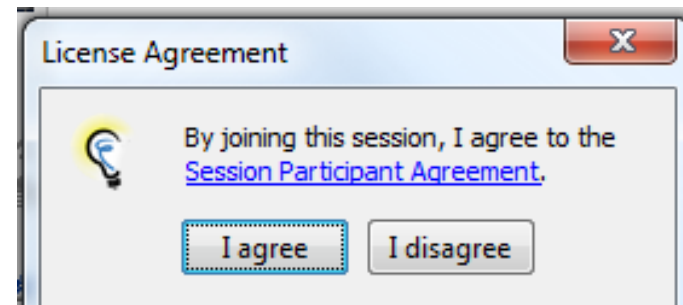 License Agreement
By joining this session, I agree to the
Session Participant Agreement.
I agree I disagree